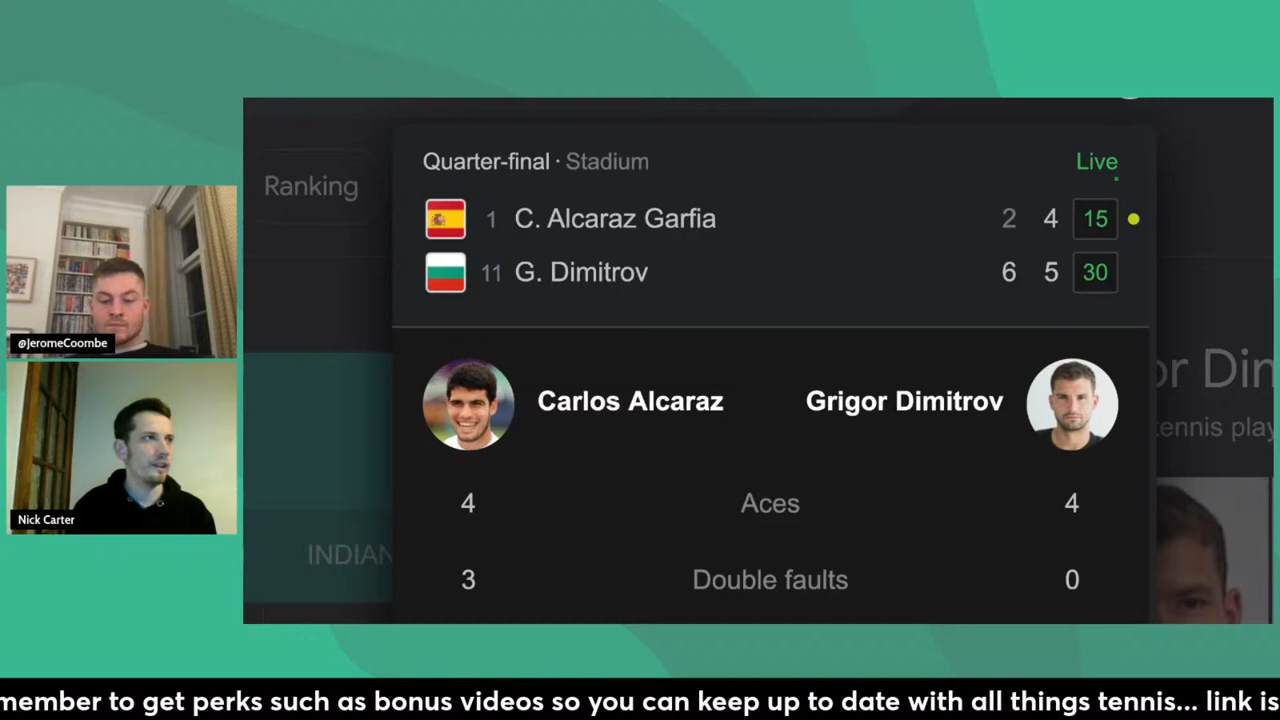 Ranking
Quarter-final · Stadium
Live
1 C. Alcaraz Garfia 2 4 15
11 G. Dimitrov 6 5 30
@JeromeCoombe
Carlos Alcaraz
Grigor Dimitrov
or Din
tennis play
4 Aces 4
Nick Carter
INDIAN
3 Double faults 0
member to get perks such as bonus videos so you can keep up to date with all things tennis... link is